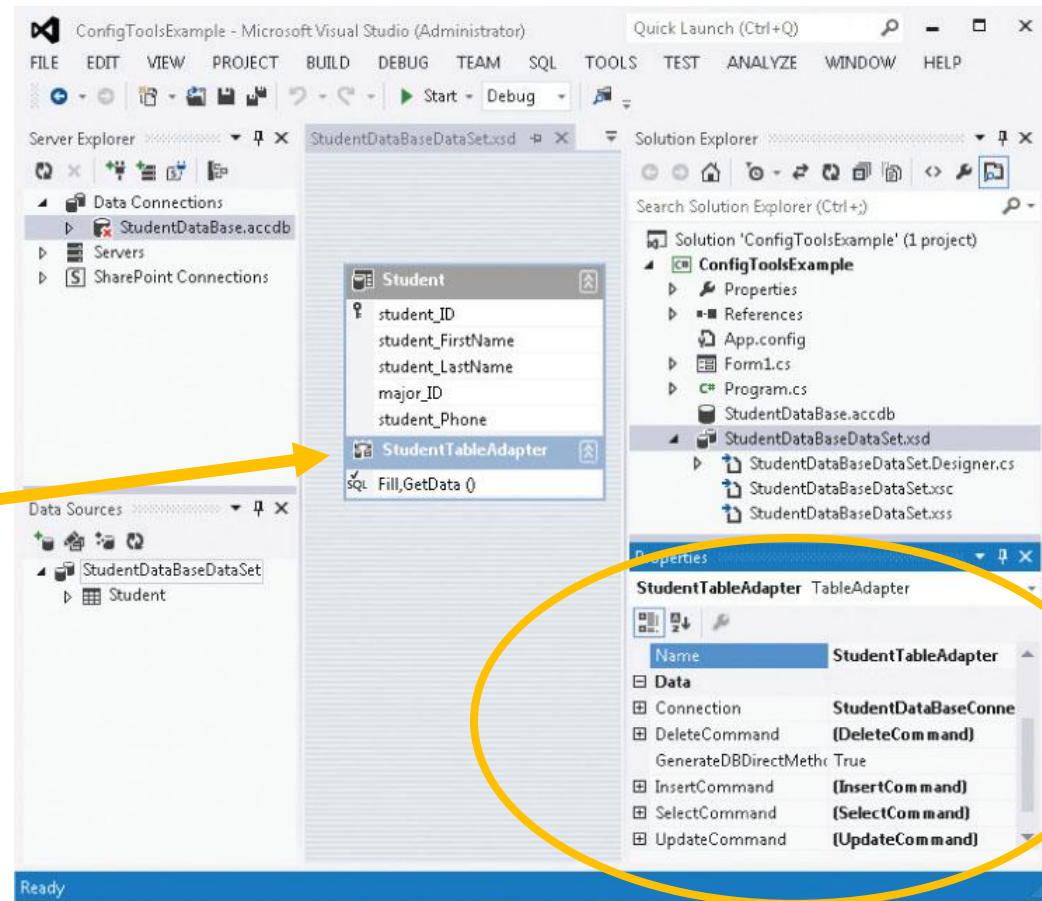 ConfigToolsExample - Microsoft Visual Studio (Administrator)
Quick Launch (Ctrl+Q)
FILE EDIT VIEW PROJECT BUILD DEBUG TEAM SQL TOOLS TEST ANALYZE WINDOW HELP
Start Debug
Server Explorer
Data Connections
StudentDataBase.accdb
Servers
SharePoint Connections
Data Sources
StudentDataBaseDataSet
Student
StudentDataBaseDataSet.xsd
Student
student_ID
student_FirstName
student_LastName
major_ID
student_Phone
StudentTableAdapter
SQL Fill,GetData ()
Solution Explorer
Search Solution Explorer (Ctrl+;)
Solution 'ConfigToolsExample' (1 project)
C# ConfigToolsExample
Properties
References
App.config
Form1.cs
C# Program.cs
StudentDataBase.accdb
StudentDataBaseDataSet.xsd
StudentDataBaseDataSet.Designer.cs
StudentDataBaseDataSet.xsc
StudentDataBaseDataSet.xss
Properties
StudentTableAdapter TableAdapter
Name StudentTableAdapter
Data
Connection StudentDataBaseConne
DeleteCommand (DeleteCommand)
GenerateDBDirectMetho True
InsertCommand (InsertCommand)
SelectCommand (SelectCommand)
UpdateCommand (UpdateCommand)
Ready